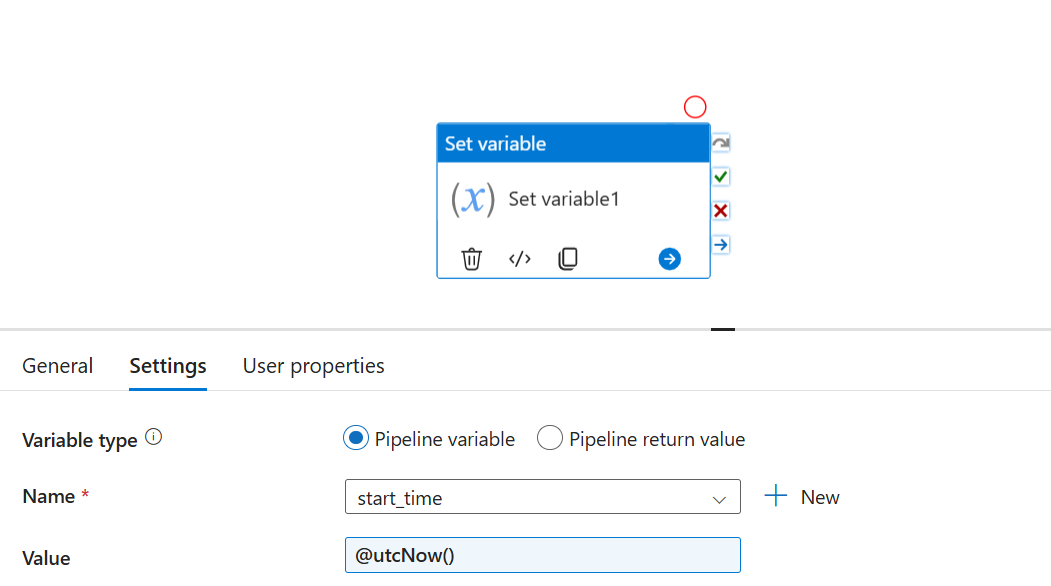 Set variable
(x) Set variable1
</>
General Settings User properties
Variable type Pipeline variable Pipeline return value
Name * start_time + New
Value @utcNow()